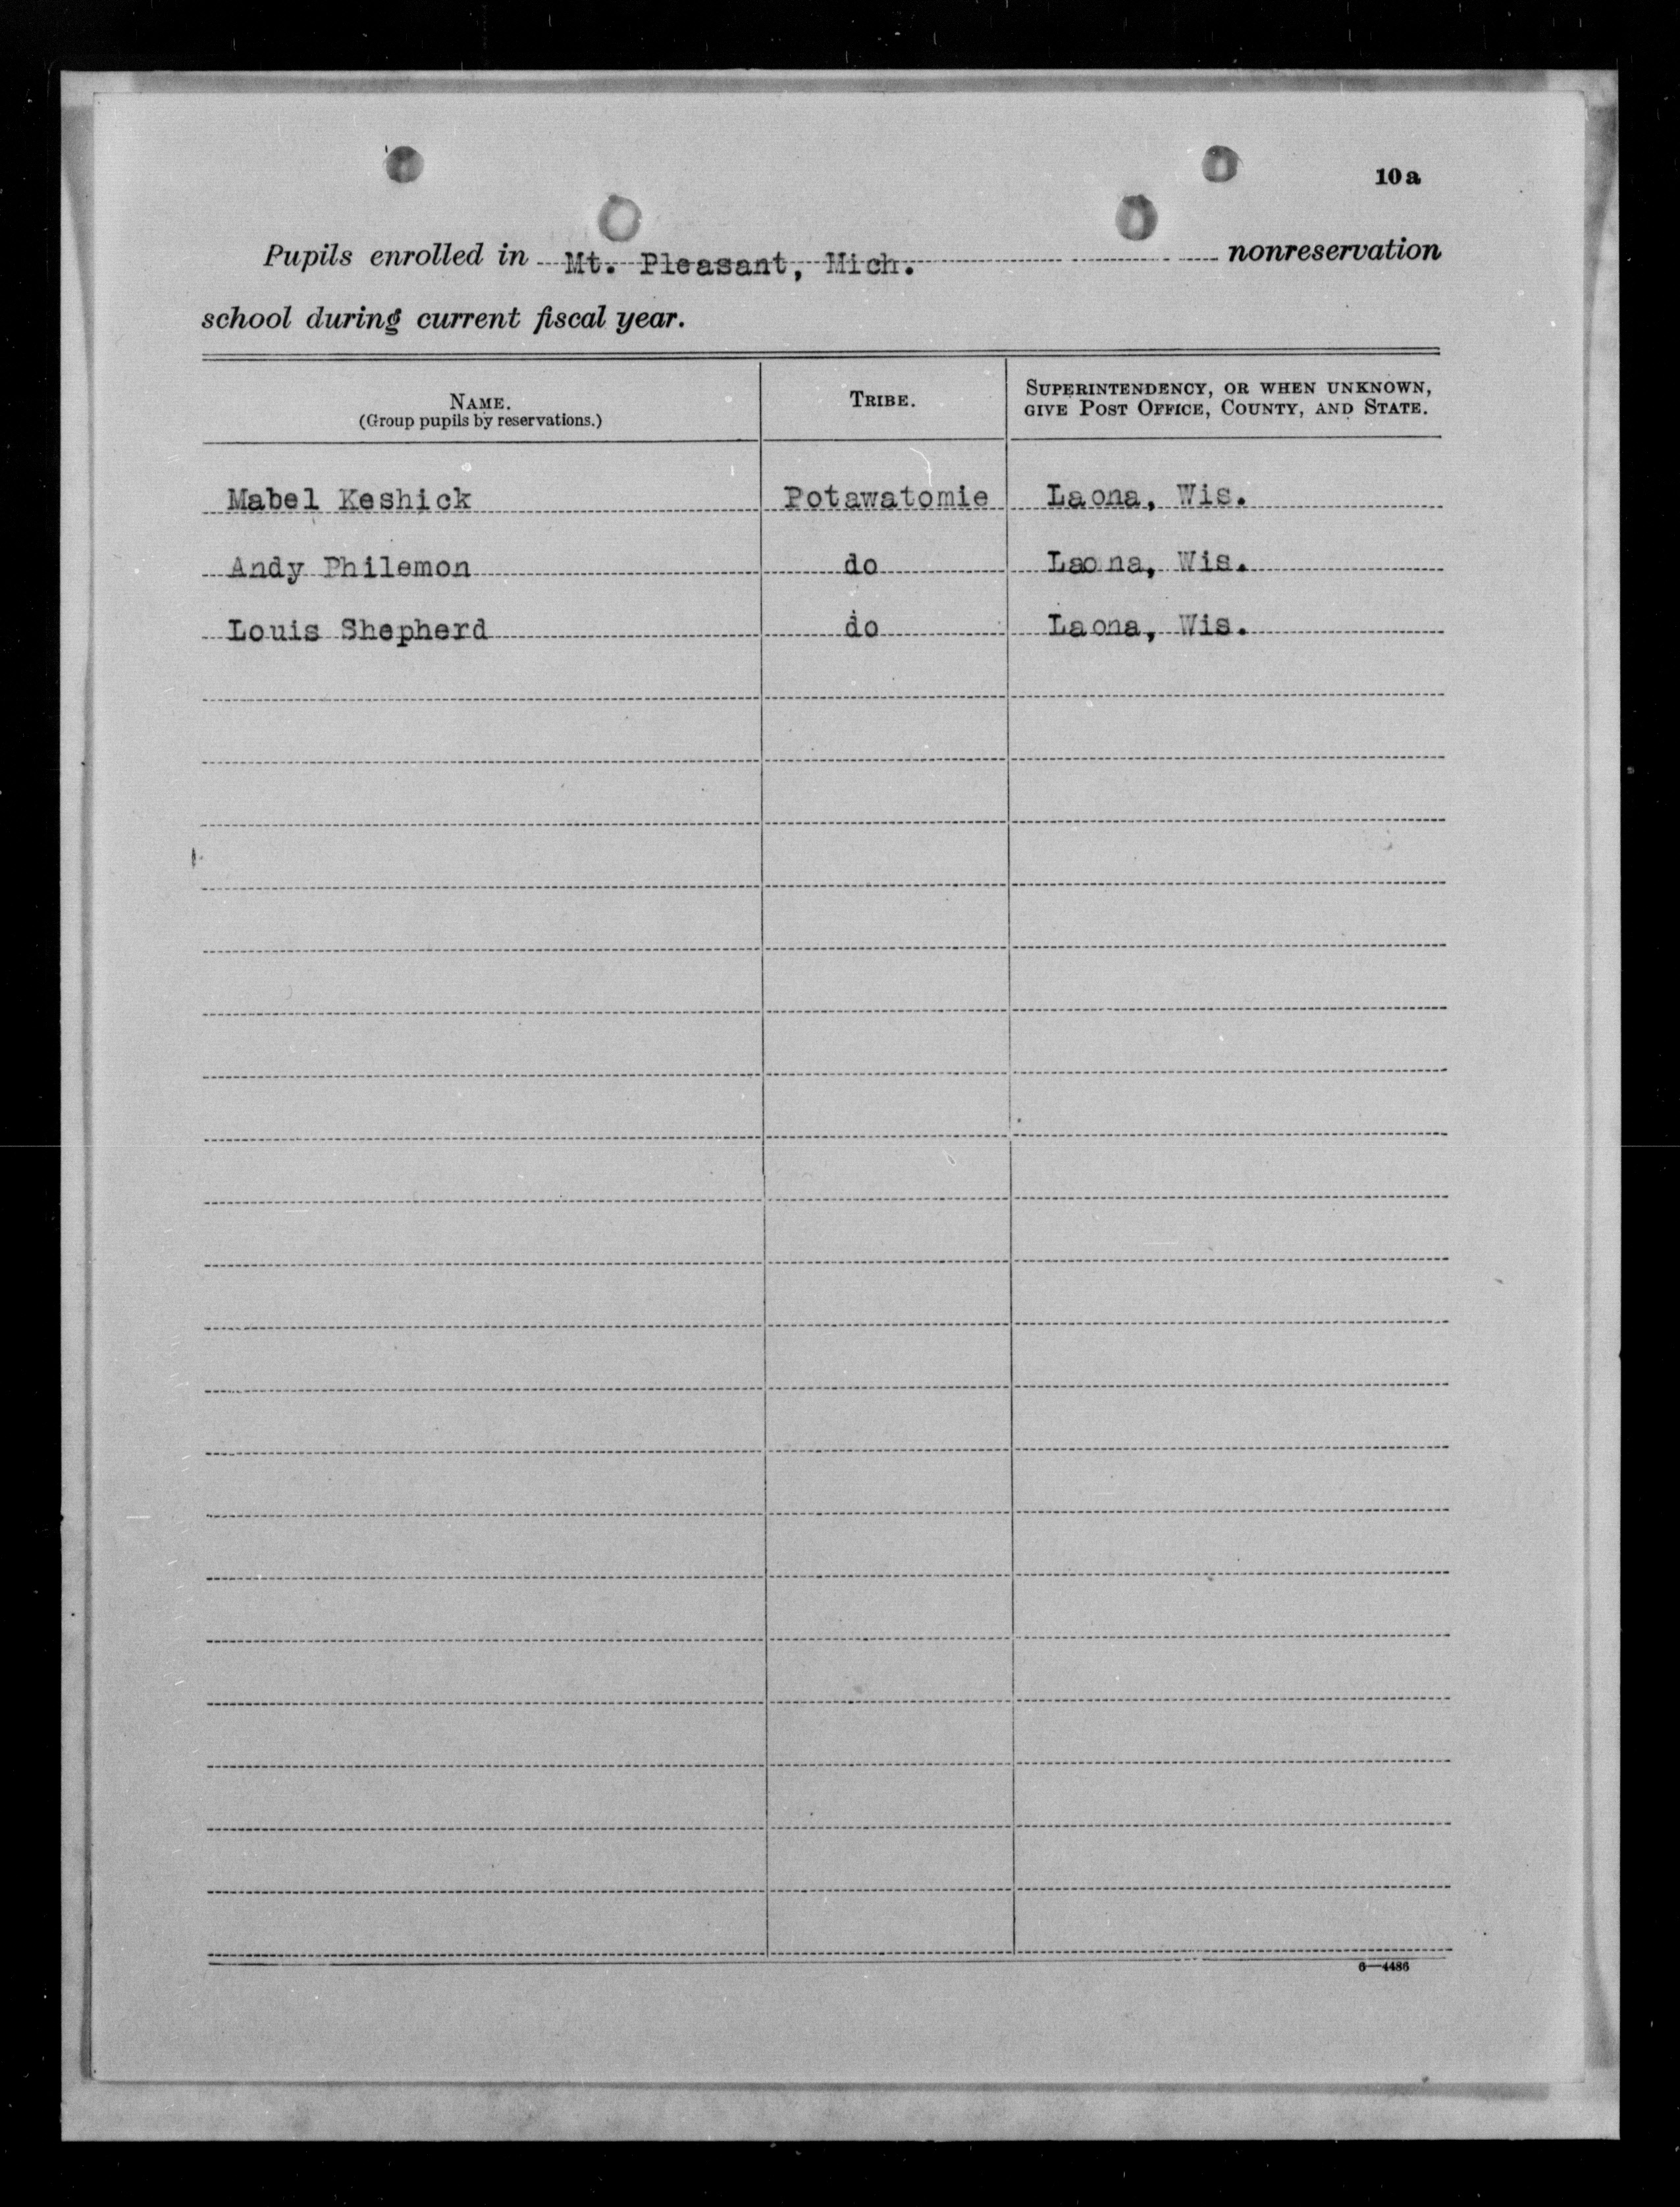 10a
Pupils enrolled in Mt. Pleasant, Mich. nonreservation
school during current fiscal year.
NAME.
(Group pupils by reservations.)
TRIBE.
SUPERINTENDENCY, OR WHEN UNKNOWN,
GIVE POST OFFICE, COUNTY, AND STATE.
Mabel Keshick Potawatomie Laona, Wis.
Andy Philemon do Laona, Wis.
Louis Shepherd do Laona, Wis.
6—4486